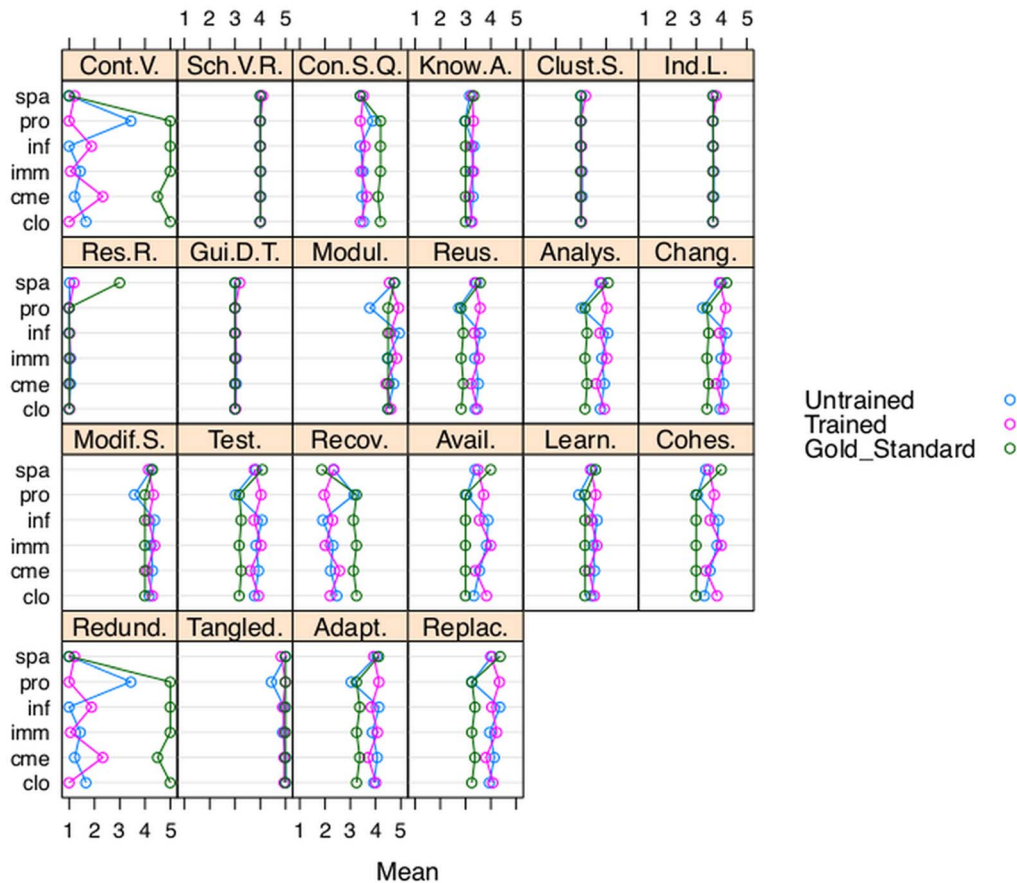 1 2 3 4 5 1 2 3 4 5 1 2 3 4 5
Cont.V. Sch.V.R. Con.S.Q. Know.A. Clust.S. Ind.L.
spa
pro
inf
imm
cme
clo
Res.R. Gui.D.T. Modul. Reus. Analys. Chang.
spa
pro
inf
imm
cme
clo
Untrained
Trained
Gold_Standard
Modif.S. Test. Recov. Avail. Learn. Cohes.
spa
pro
inf
imm
cme
clo
Redund. Tangled. Adapt. Replac.
spa
pro
inf
imm
cme
clo
1 2 3 4 5 1 2 3 4 5
Mean